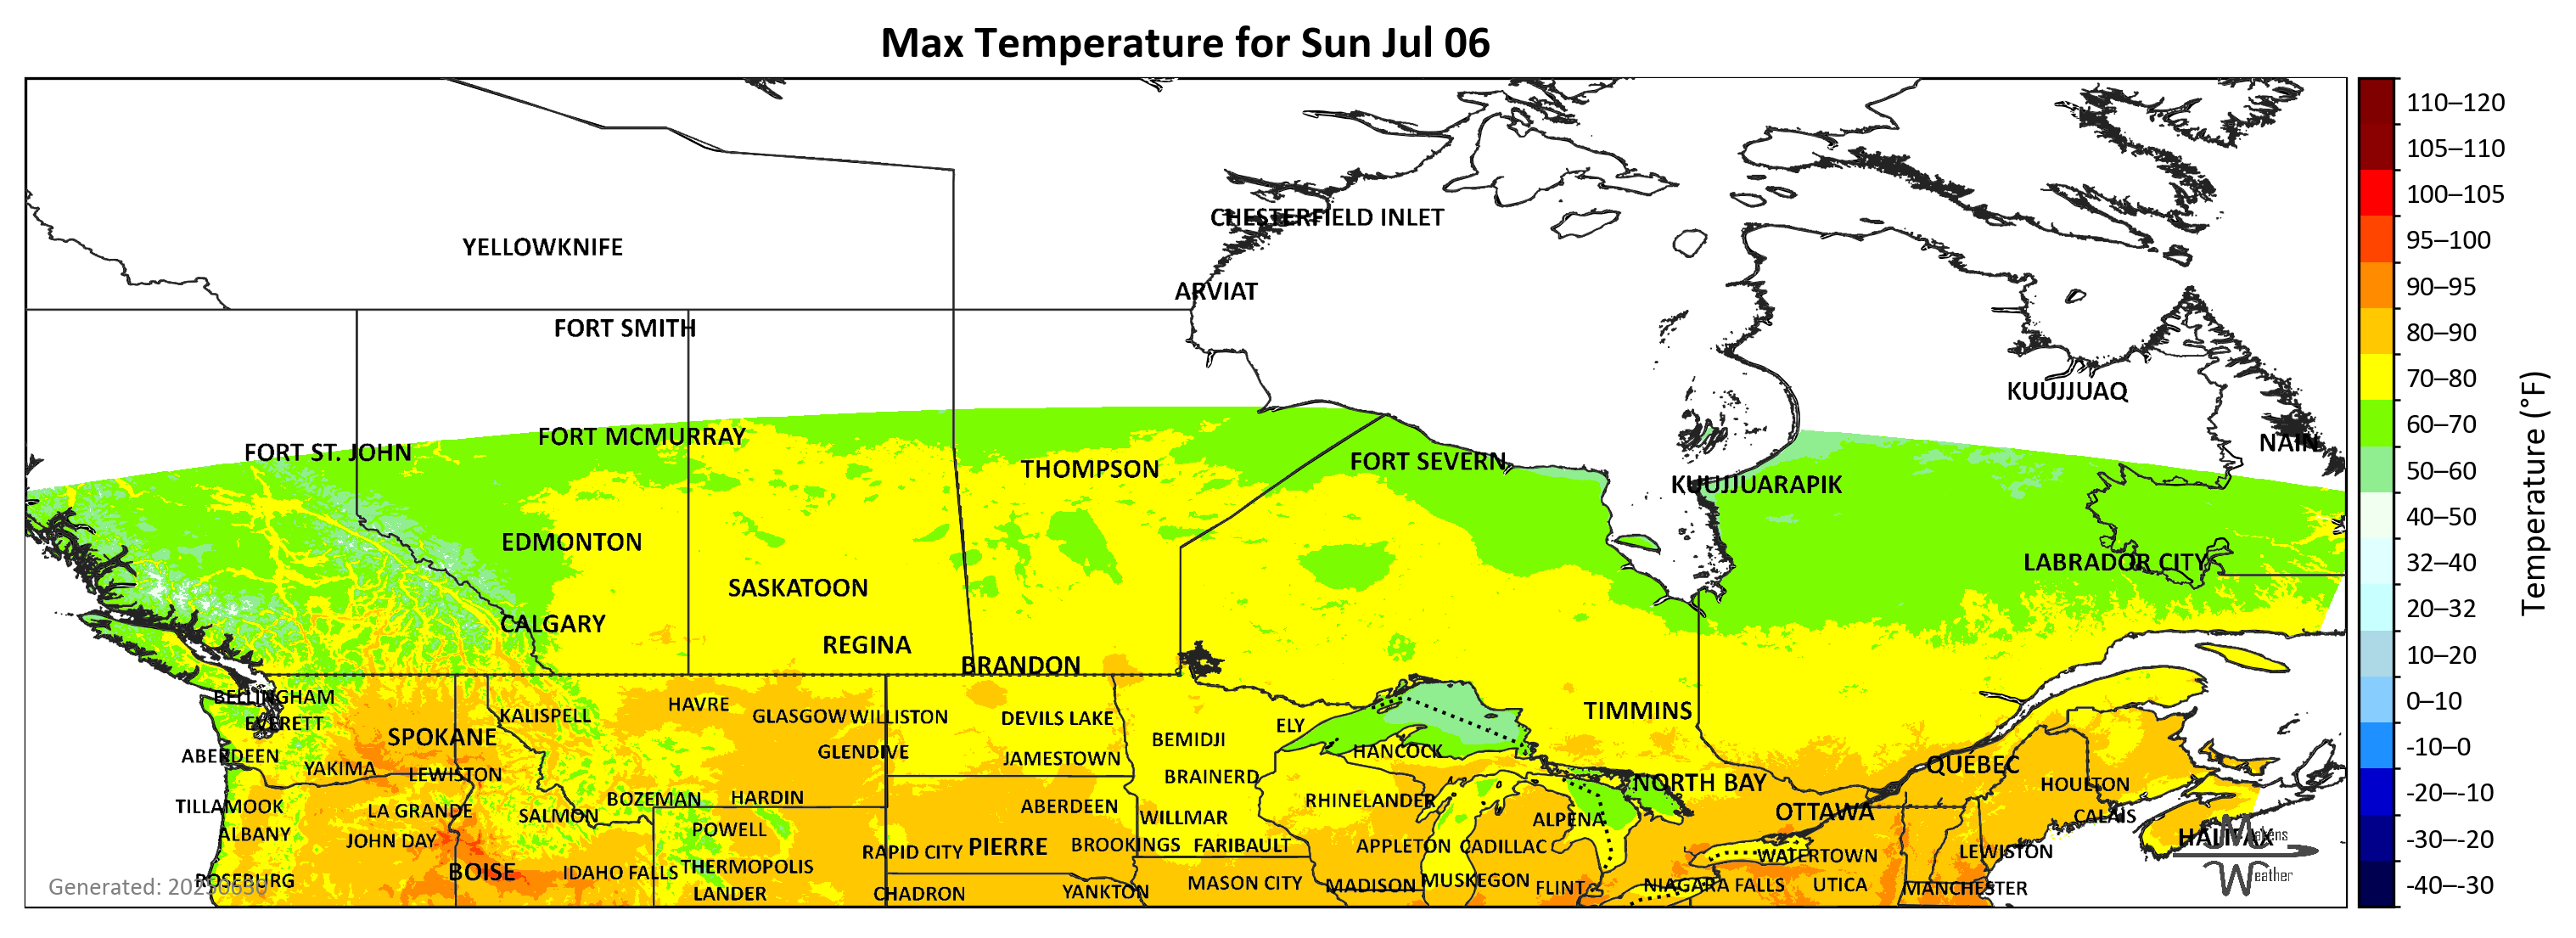 Max Temperature for Sun Jul 06
110–120
105–110
CHESTERFIELD INLET
100–105
YELLOWKNIFE
95–100
ARVIAT
90–95
FORT SMITH
80–90
KUUJJUAQ
70–80
FORT MCMURRAY
60–70
FORT ST. JOHN
NAIN
THOMPSON
FORT SEVERN
50–60
KUUJJUARAPIK
Temperature (°F)
EDMONTON
40–50
LABRADOR CITY
32–40
SASKATOON
20–32
CALGARY
REGINA
10–20
BRANDON
BELLINGHAM
HAVRE
0–10
KALISPELL
GLASGOW WILLISTON
DEVILS LAKE
TIMMINS
EVERETT
ELY
SPOKANE
BEMIDJI
HANCOCK
-10–0
ABERDEEN
GLENDIVE
JAMESTOWN
QUÉBEC
YAKIMA
LEWISTON
BRAINERD
NORTH BAY
HOULTON
-20–-10
BOZEMAN
HARDIN
RHINELANDER
TILLAMOOK
LA GRANDE
SALMON
ABERDEEN
WILLMAR
ALPENA
OTTAWA
CALAIS
ALBANY
JOHN DAY
POWELL
HALIFAX
Makens
-30–-20
RAPID CITY
PIERRE
BROOKINGS
FARIBAULT
APPLETON
CADILLAC
WATERTOWN
LEWISTON
BOISE
IDAHO FALLS
THERMOPOLIS
Weather
ROSEBURG
Generated: 20250630
LANDER
CHADRON
YANKTON
MASON CITY
MADISON
MUSKEGON
FLINT
NIAGARA FALLS
UTICA
MANCHESTER
-40–-30